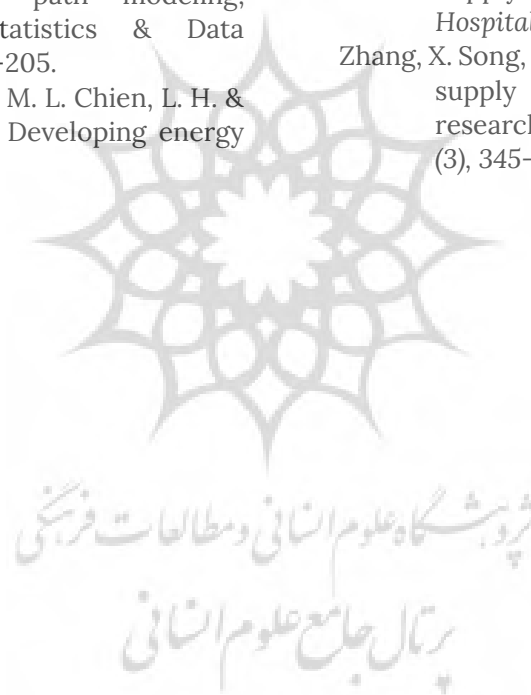 path modeling,
tatistics & Data
-205.
M. L. Chien, L. H. &
Developing energy
Hospital
Zhang, X. Song,
supply
research
(3), 345-
پژوهشگاه علوم انسانی و مطالعات فرهنگی
پرتال جامع علوم انسانی